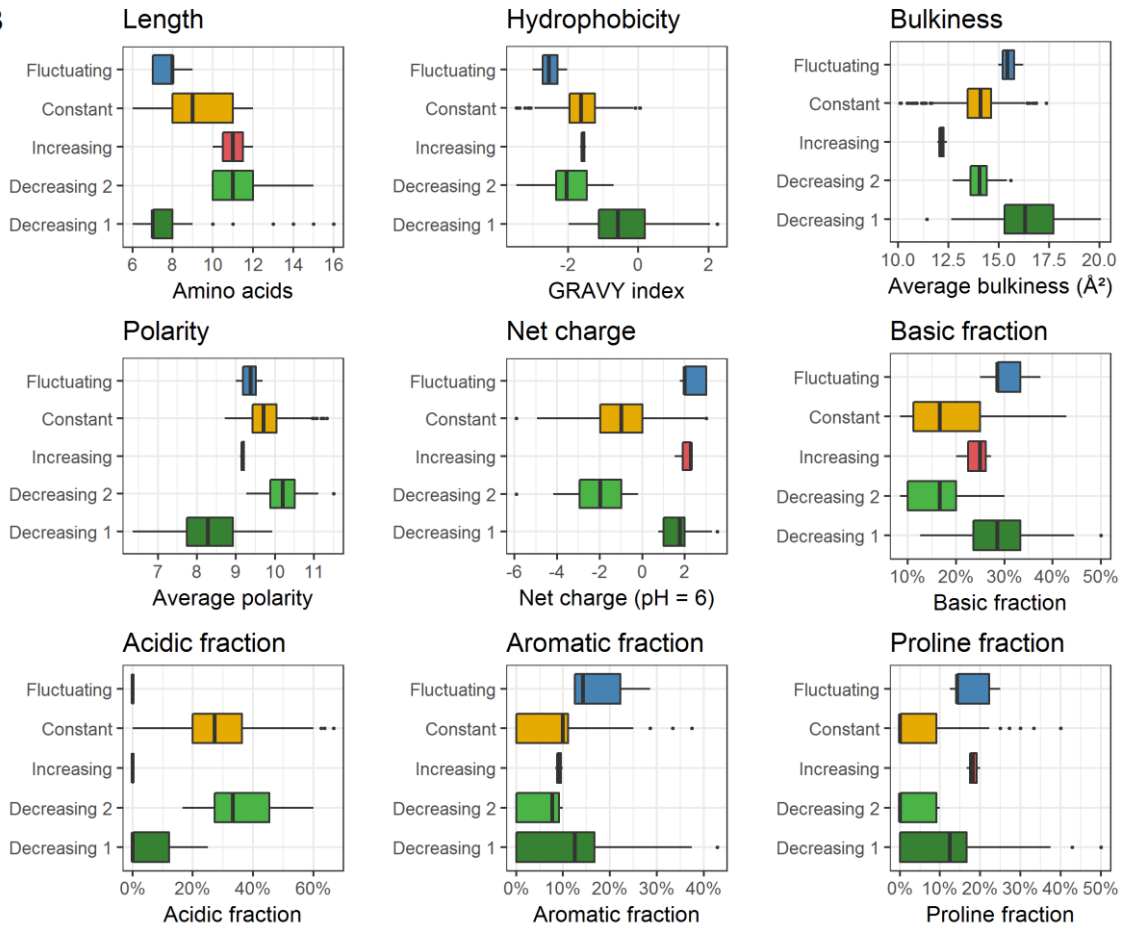 Length
Fluctuating
Constant
Increasing
Decreasing 2
Decreasing 1
6 8 10 12 14 16
Amino acids
Hydrophobicity
Fluctuating
Constant
Increasing
Decreasing 2
Decreasing 1
-2 0 2
GRAVY index
Bulkiness
Fluctuating
Constant
Increasing
Decreasing 2
Decreasing 1
10.0 12.5 15.0 17.5 20.0
Average bulkiness (Å²)
Polarity
Fluctuating
Constant
Increasing
Decreasing 2
Decreasing 1
7 8 9 10 11
Average polarity
Net charge
Fluctuating
Constant
Increasing
Decreasing 2
Decreasing 1
-6 -4 -2 0 2
Net charge (pH = 6)
Basic fraction
Fluctuating
Constant
Increasing
Decreasing 2
Decreasing 1
10% 20% 30% 40% 50%
Basic fraction
Acidic fraction
Fluctuating
Constant
Increasing
Decreasing 2
Decreasing 1
0% 20% 40% 60%
Acidic fraction
Aromatic fraction
Fluctuating
Constant
Increasing
Decreasing 2
Decreasing 1
0% 10% 20% 30% 40%
Aromatic fraction
Proline fraction
Fluctuating
Constant
Increasing
Decreasing 2
Decreasing 1
0% 10% 20% 30% 40% 50%
Proline fraction